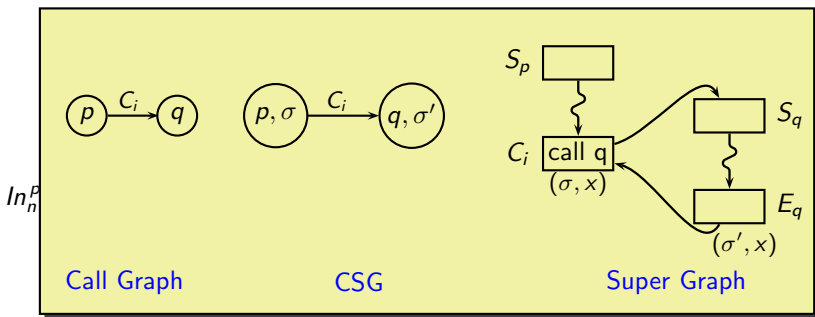 In_n^p
p
C_i
q
Call Graph
p, σ
C_i
q, σ′
CSG
S_p
C_i
call q
(σ, x)
S_q
E_q
(σ′, x)
Super Graph